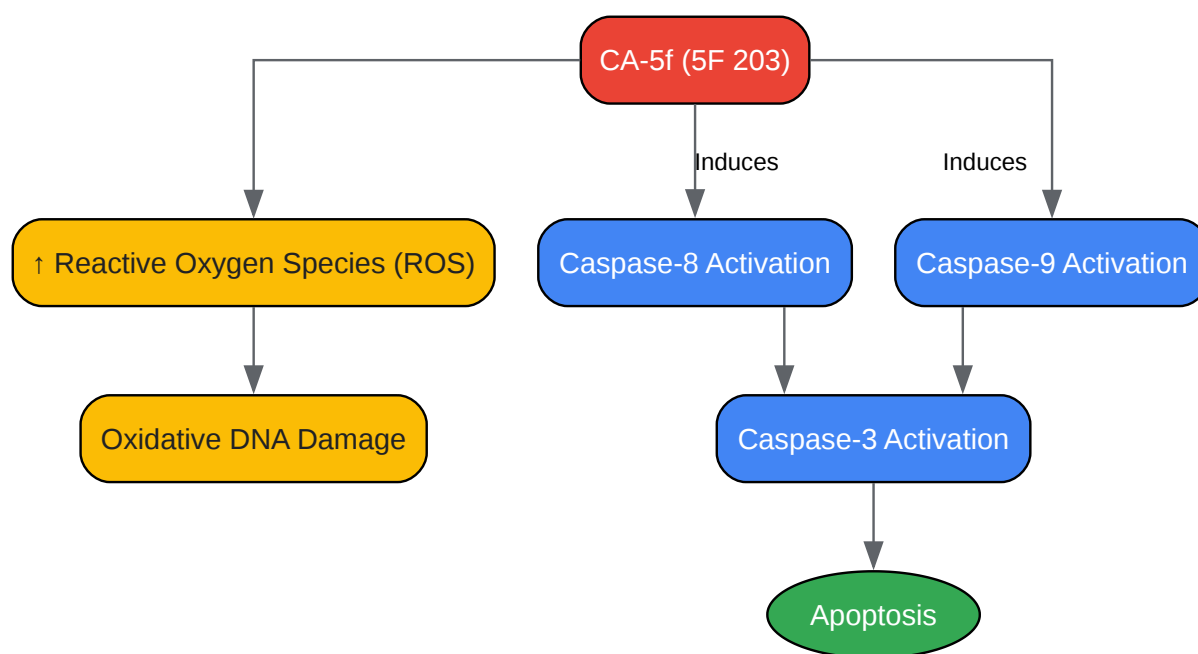 CA-5f (5F 203)
Induces
Induces
↑ Reactive Oxygen Species (ROS)
Caspase-8 Activation
Caspase-9 Activation
Oxidative DNA Damage
Caspase-3 Activation
Apoptosis